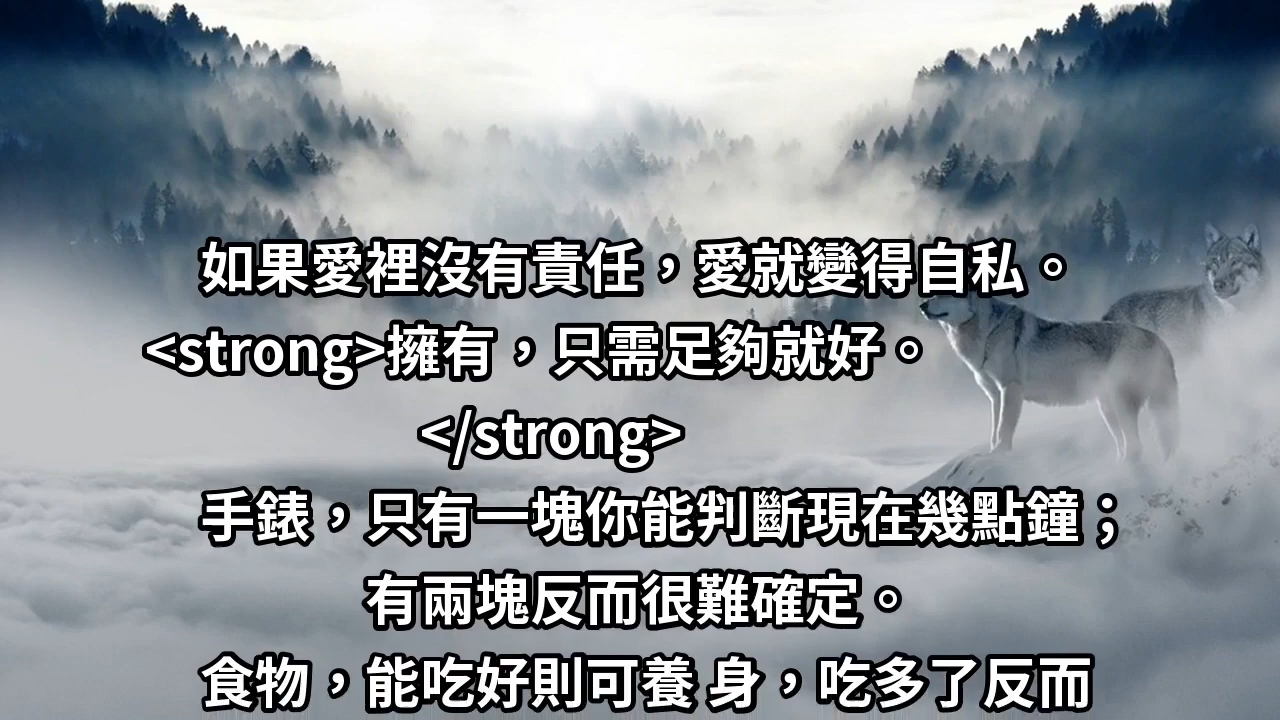 如果愛裡沒有責任，愛就變得自私。
<strong>擁有，只需足夠就好。
</strong>
手錶，只有一塊你能判斷現在幾點鐘；
有兩塊反而很難確定。
食物，能吃好則可養 身，吃多了反而